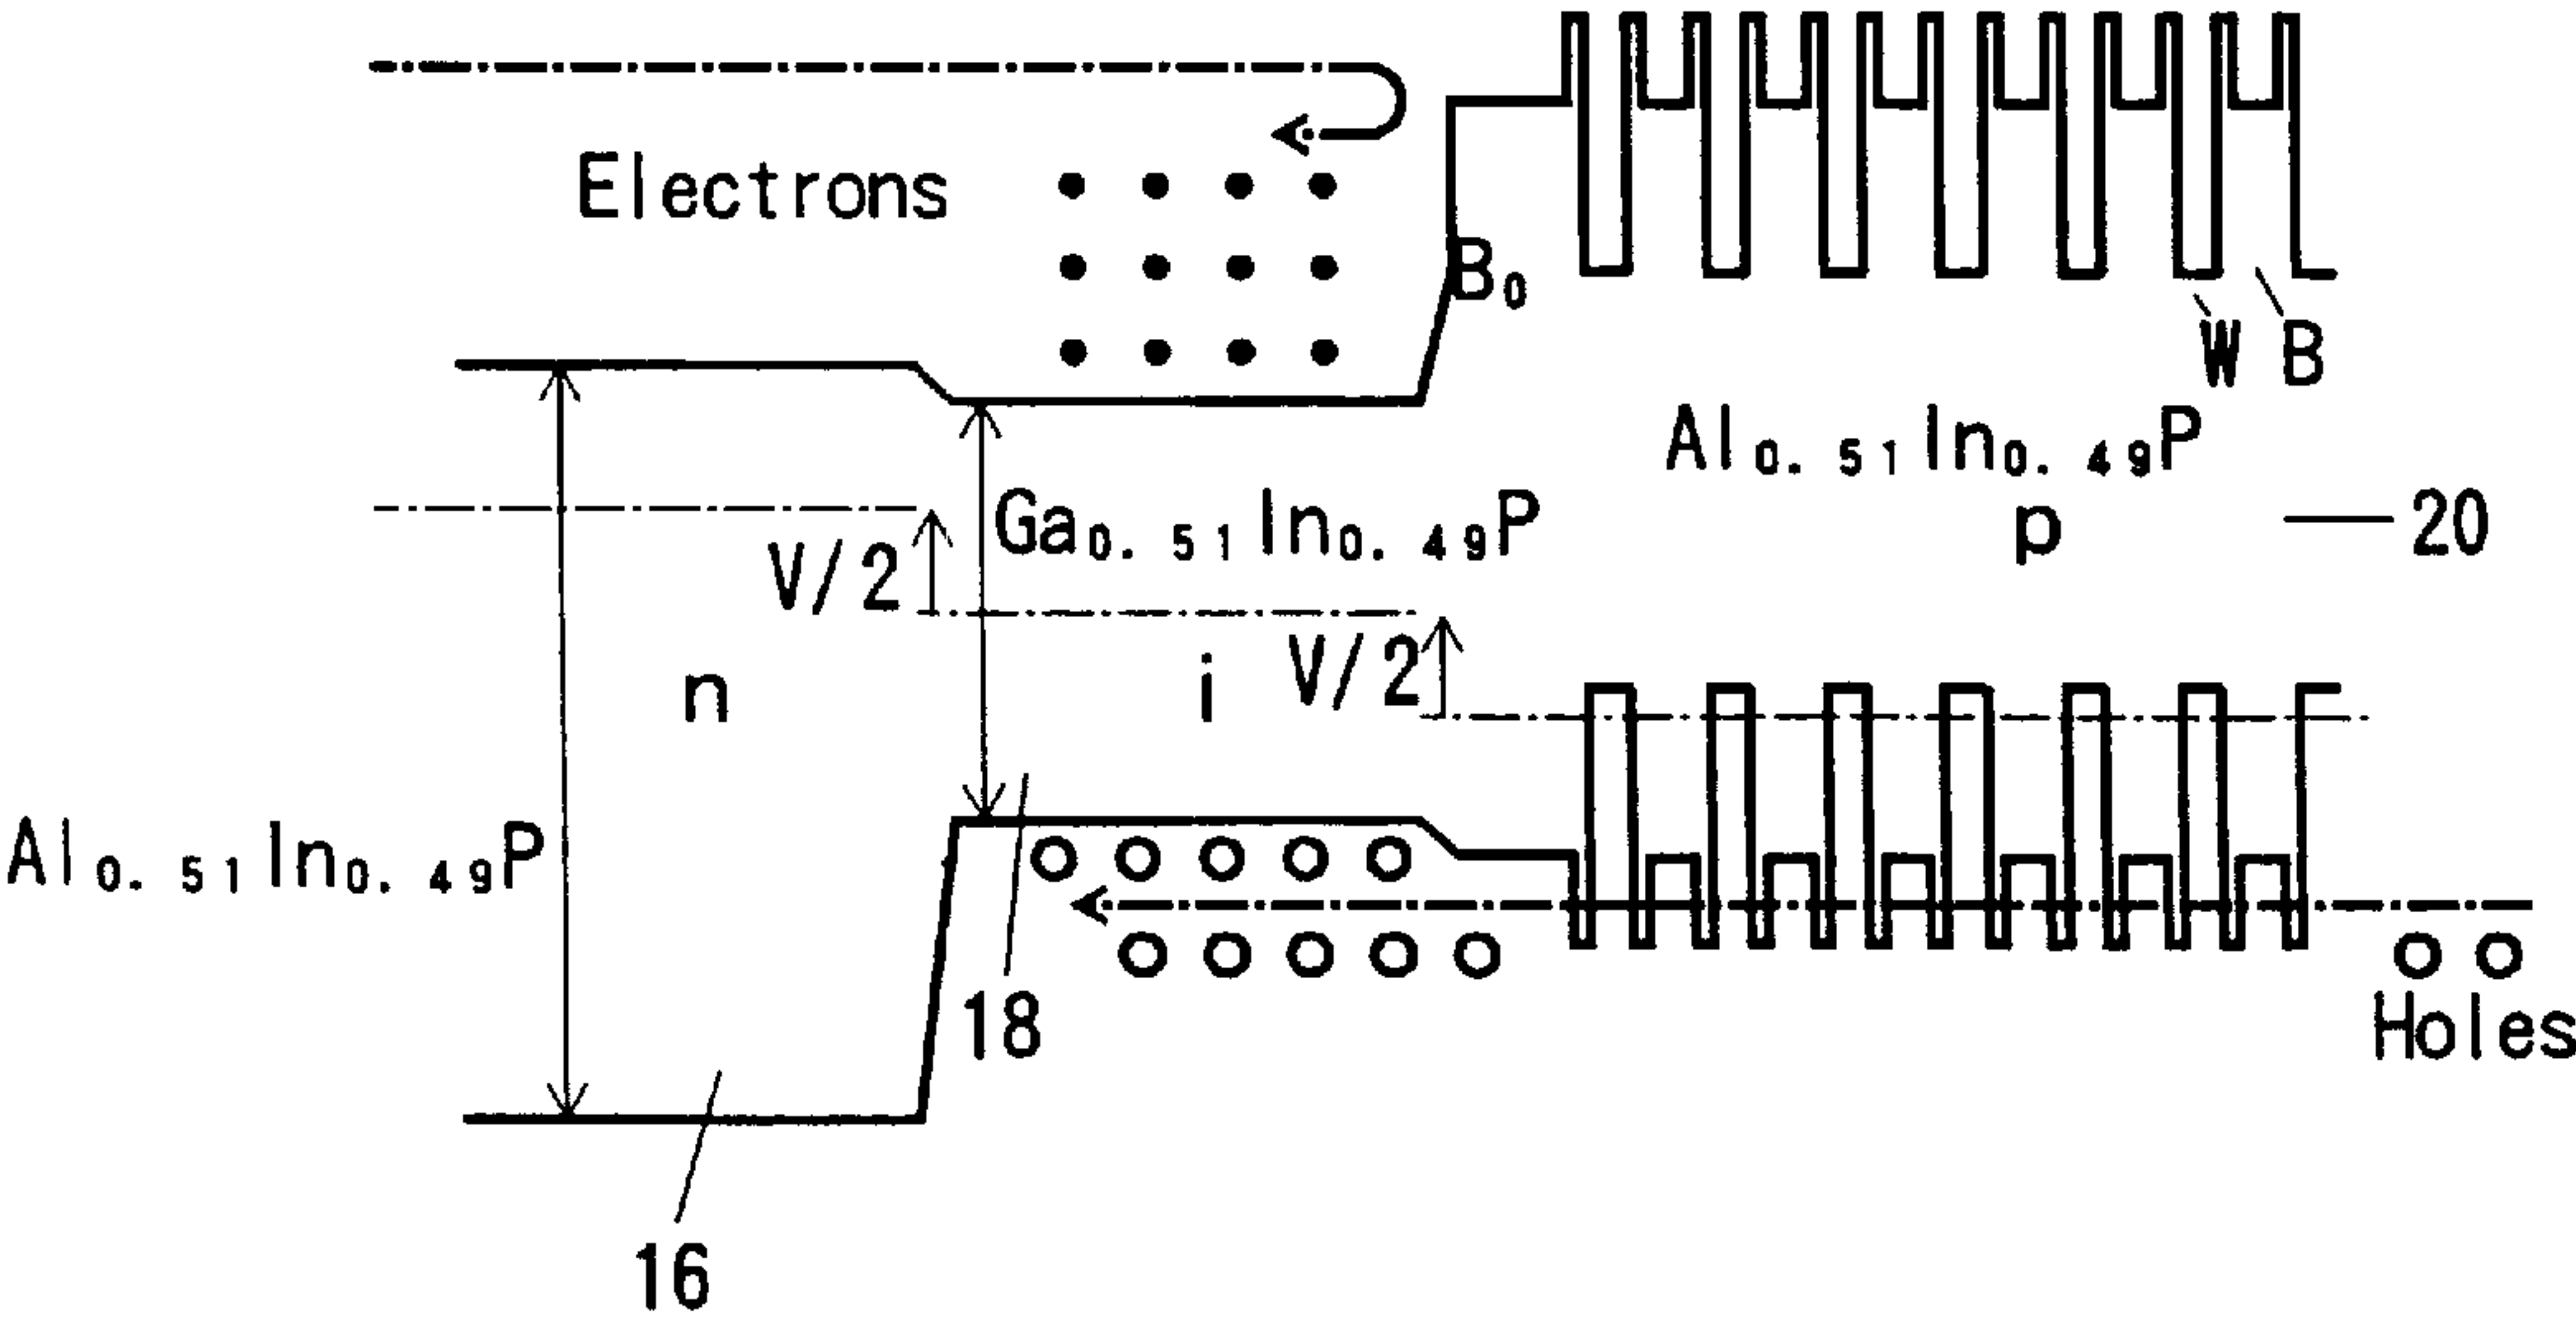 Electrons
B₀
W B
Al₀.₅₁In₀.₄₉P
Ga₀.₅₁In₀.₄₉P
p
20
V/2
n
i
V/2
Al₀.₅₁In₀.₄₉P
18
Holes
16